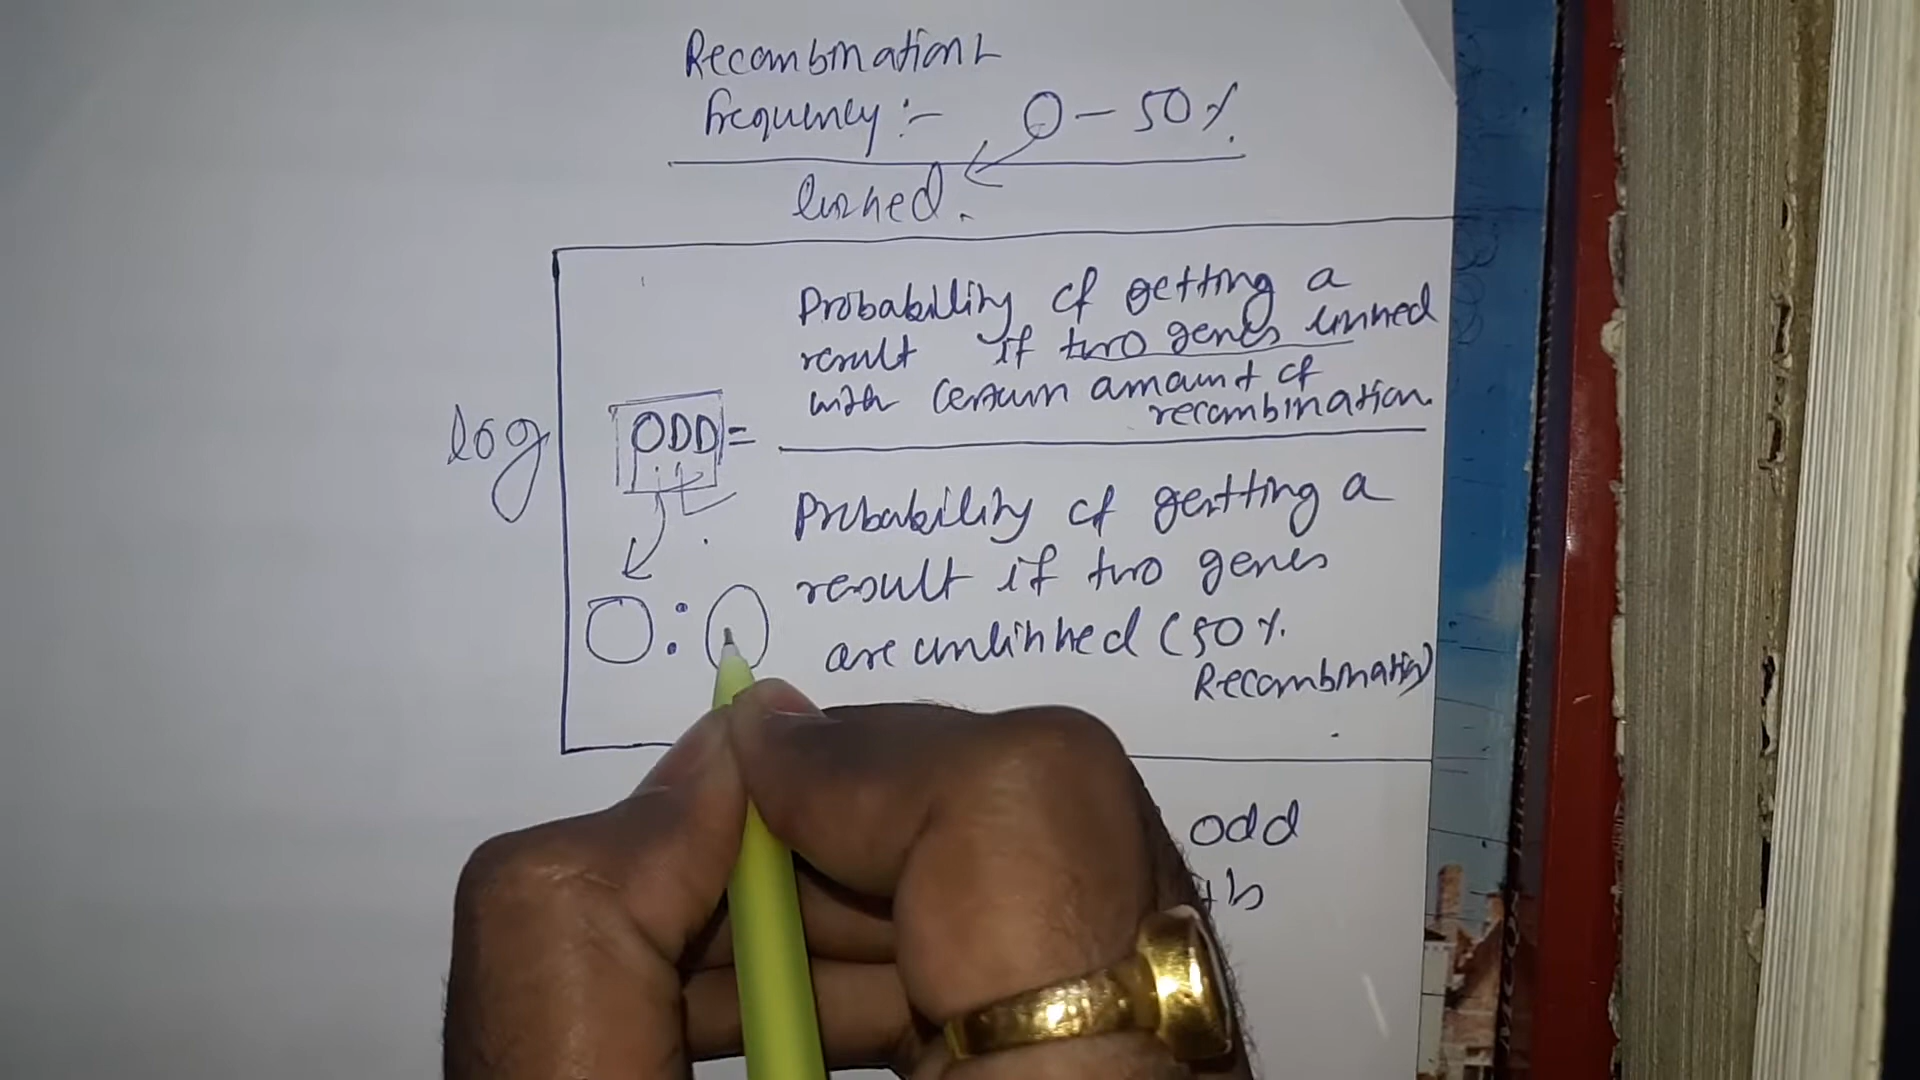 Recombination
frequency :- 0 - 50%.
linked.
Probability of getting a
result if two genes linked
with certain amount of
recombination.
log ODD=
Probability of gettting a
result if two genes
are unlinked (50%.
Recombination)
O : O
odd